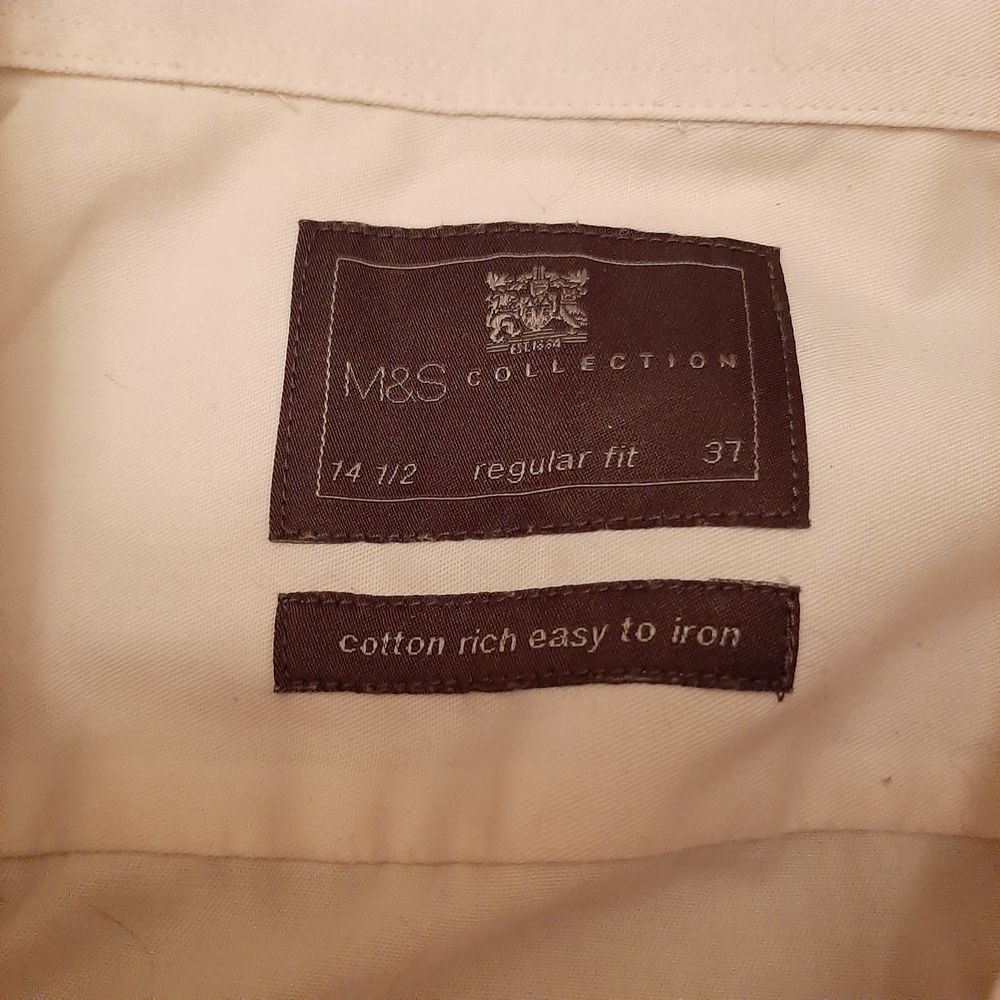 EST. 1884
M&S COLLECTION
14 1/2 regular fit 37
cotton rich easy to iron